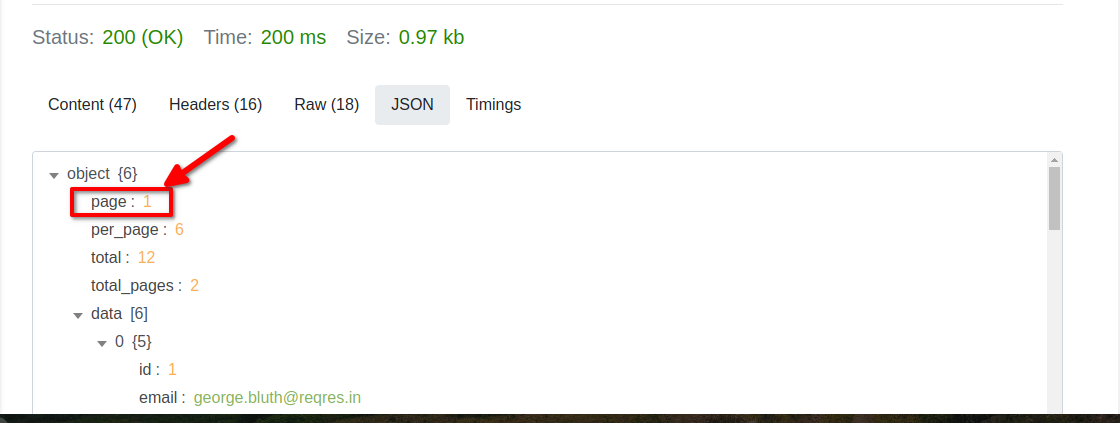 Status: 200 (OK) Time: 200 ms Size: 0.97 kb
Content (47) Headers (16) Raw (18) JSON Timings
object {6}
page : 1
per_page : 6
total : 12
total_pages : 2
data [6]
0 {5}
id : 1
email : george.bluth@reqres.in